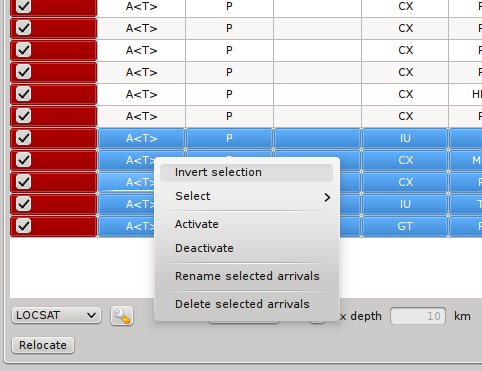 A<T> P CX P
A<T> P CX P
A<T> P CX P
A<T> P CX P
A<T> P CX H
A<T> P CX P
A<T> P IU
A<T> CX M
A<T> CX P
A<T> IU T
A<T> GT P
Invert selection
Select
Activate
Deactivate
Rename selected arrivals
Delete selected arrivals
LOCSAT x depth 10 km
Relocate